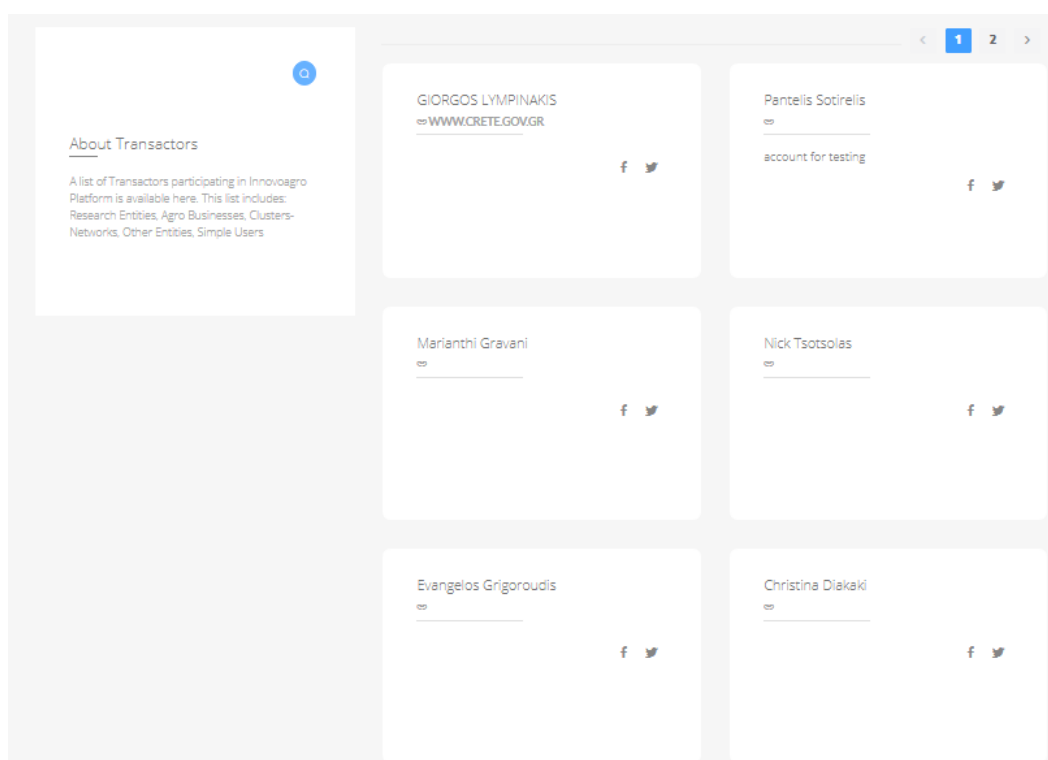 1 2
About Transactors
A list of Transactors participating in Innovoagro
Platform is available here. This list includes:
Research Entities, Agro Businesses, Clusters-
Networks, Other Entities, Simple Users
GIORGOS LYMPINAKIS
WWW.CRETE.GOV.GR
Pantelis Sotirelis
account for testing
Marianthi Gravani
Nick Tsotsolas
Evangelos Grigoroudis
Christina Diakaki